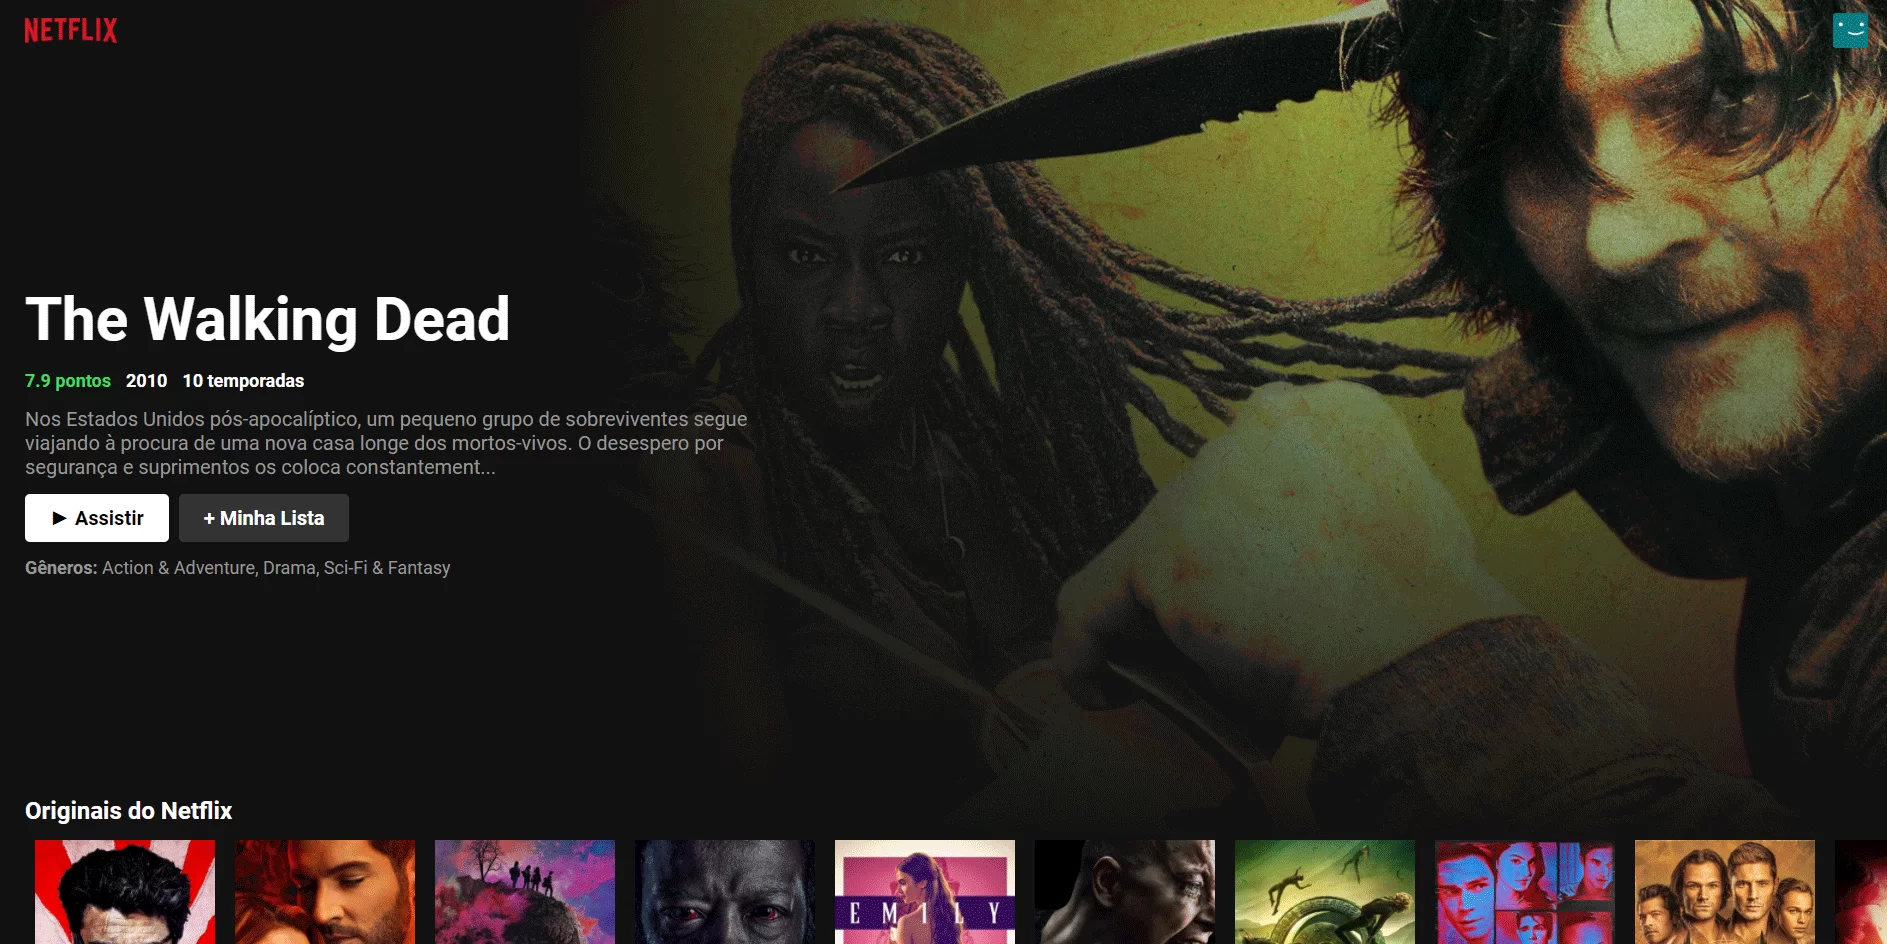 NETFLIX
The Walking Dead
7.9 pontos 2010 10 temporadas
Nos Estados Unidos pós-apocalíptico, um pequeno grupo de sobreviventes segue
viajando à procura de uma nova casa longe dos mortos-vivos. O desespero por
segurança e suprimentos os coloca constantement...
► Assistir + Minha Lista
Gêneros: Action & Adventure, Drama, Sci-Fi & Fantasy
Originais do Netflix
EMILY